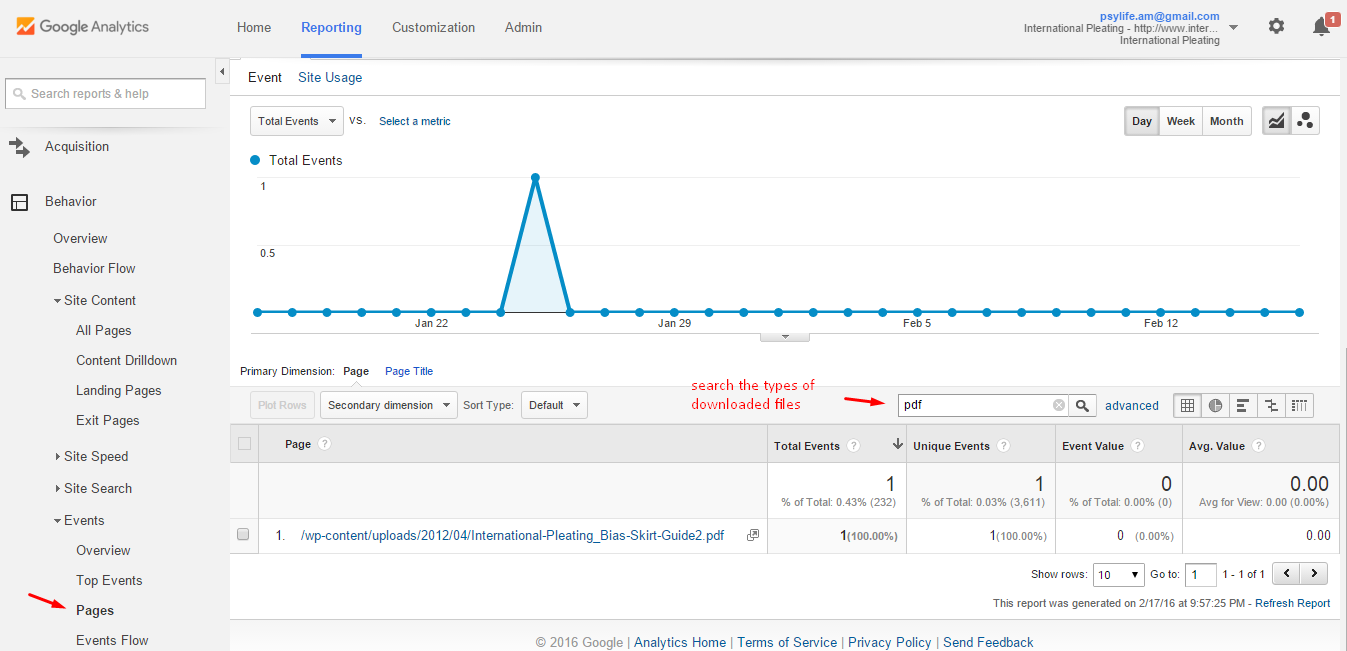 Google Analytics
Home
Reporting
Customization
Admin
psylife.am@gmail.com
International Pleating - http://www.inter...
International Pleating
1
Search reports & help
Acquisition
Behavior
Overview
Behavior Flow
Site Content
All Pages
Content Drilldown
Landing Pages
Exit Pages
Site Speed
Site Search
Events
Overview
Top Events
Pages
Events Flow
Event
Site Usage
Total Events
VS.
Select a metric
Day
Week
Month
Total Events
1
0.5
Jan 22
Jan 29
Feb 5
Feb 12
Primary Dimension:
Page
Page Title
search the types of
downloaded files
Plot Rows
Secondary dimension
Sort Type:
Default
pdf
advanced
Page ?
Total Events ?
Unique Events ?
Event Value ?
Avg. Value ?
1
% of Total: 0.43% (232)
1
% of Total: 0.03% (3,611)
0
% of Total: 0.00% (0)
0.00
Avg for View: 0.00 (0.00%)
1. /wp-content/uploads/2012/04/International-Pleating_Bias-Skirt-Guide2.pdf
1(100.00%)
1(100.00%)
0 (0.00%)
0.00
Show rows: 10 Go to: 1 1 - 1 of 1
This report was generated on 2/17/16 at 9:57:25 PM - Refresh Report
© 2016 Google | Analytics Home | Terms of Service | Privacy Policy | Send Feedback